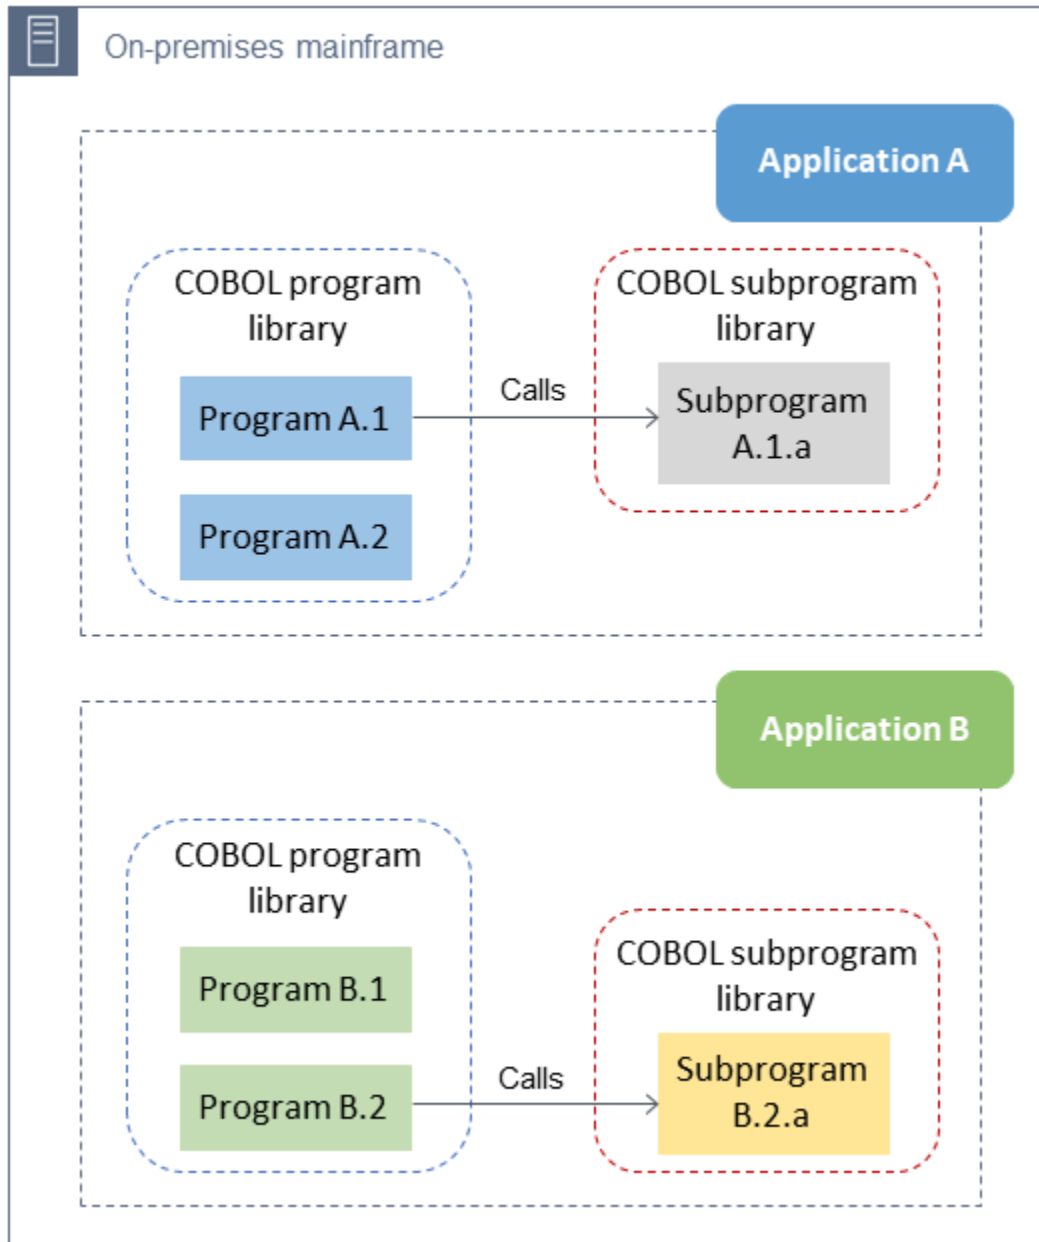 On-premises mainframe
Application A
COBOL program
library
COBOL subprogram
library
Program A.1
Calls
Subprogram
A.1.a
Program A.2
Application B
COBOL program
library
COBOL subprogram
library
Program B.1
Program B.2
Calls
Subprogram
B.2.a